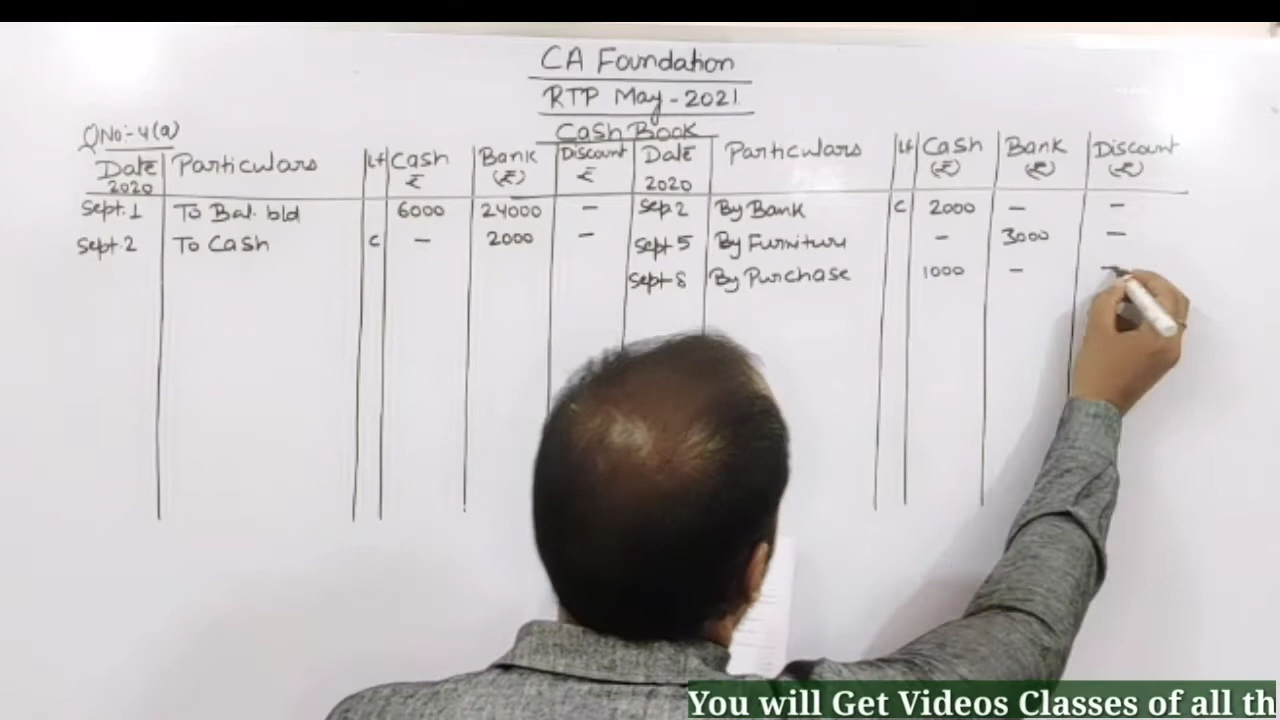 CA Foundation
RTP May-2021
QNo:-4(a)
Cash Book
Date Particulars Lf Cash Bank Discount Date Particulars Lf Cash Bank Discount
2020 ₹ (₹) ₹ 2020 (₹) (₹) (₹)
Sept.1 To Bal. bld 6000 24000 - Sep 2 By Bank C 2000 - -
Sept 2 To Cash C - 2000 - Sept 5 By Furniture - 3000 -
Sept 8 By Purchase 1000 - -
You will Get Videos Classes of all th